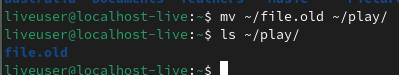 liveuser@localhost-live:~$ mv ~/file.old ~/play/
liveuser@localhost-live:~$ ls ~/play/
file.old
liveuser@localhost-live:~$